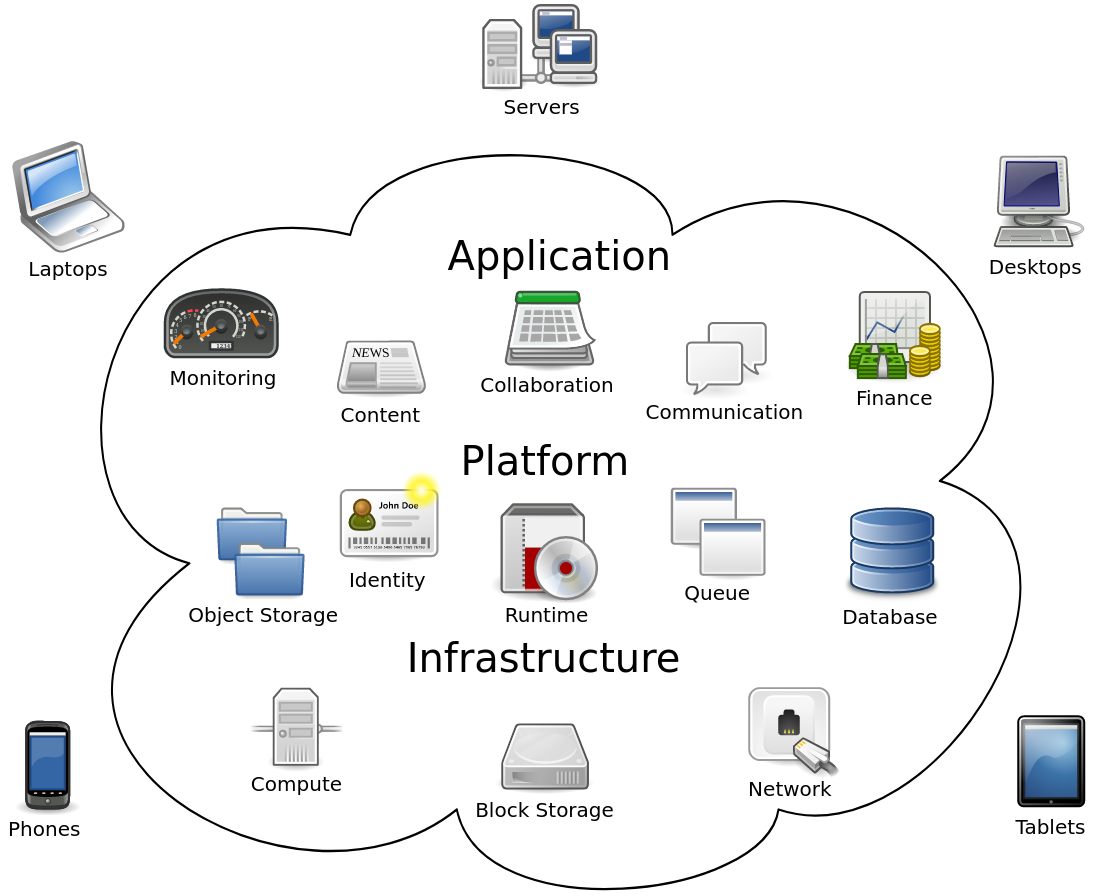 Servers
Laptops
Desktops
Application
Monitoring
NEWS
Content
Collaboration
Communication
Finance
Platform
Object Storage
John Doe
Identity
Runtime
Queue
Database
Infrastructure
Compute
Block Storage
Network
Phones
Tablets